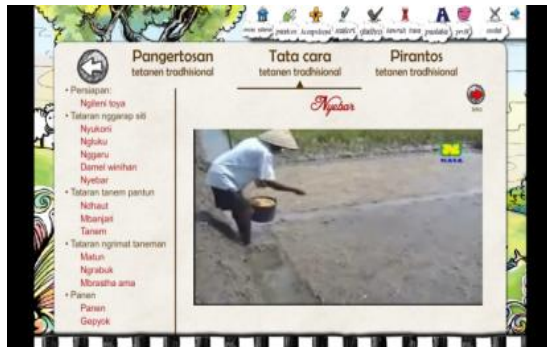 Pangertosan
tetanen tradhisional
Tata cara
tetanen tradhisional
Pirantos
tetanen tradhisional
Nyebar
• Persiapan:
Ngileni toya
• Tataran nggarap siti
Nyukani
Ngluku
Nggaru
Damel winihan
Nyebar
• Tataran tanem pantun
Ndhaut
Mbanjari
Tanem
• Tataran ngrimat taneman
Matun
Ngrabuk
Mbrastha ama
• Panen
Panen
Gepyok
NASA